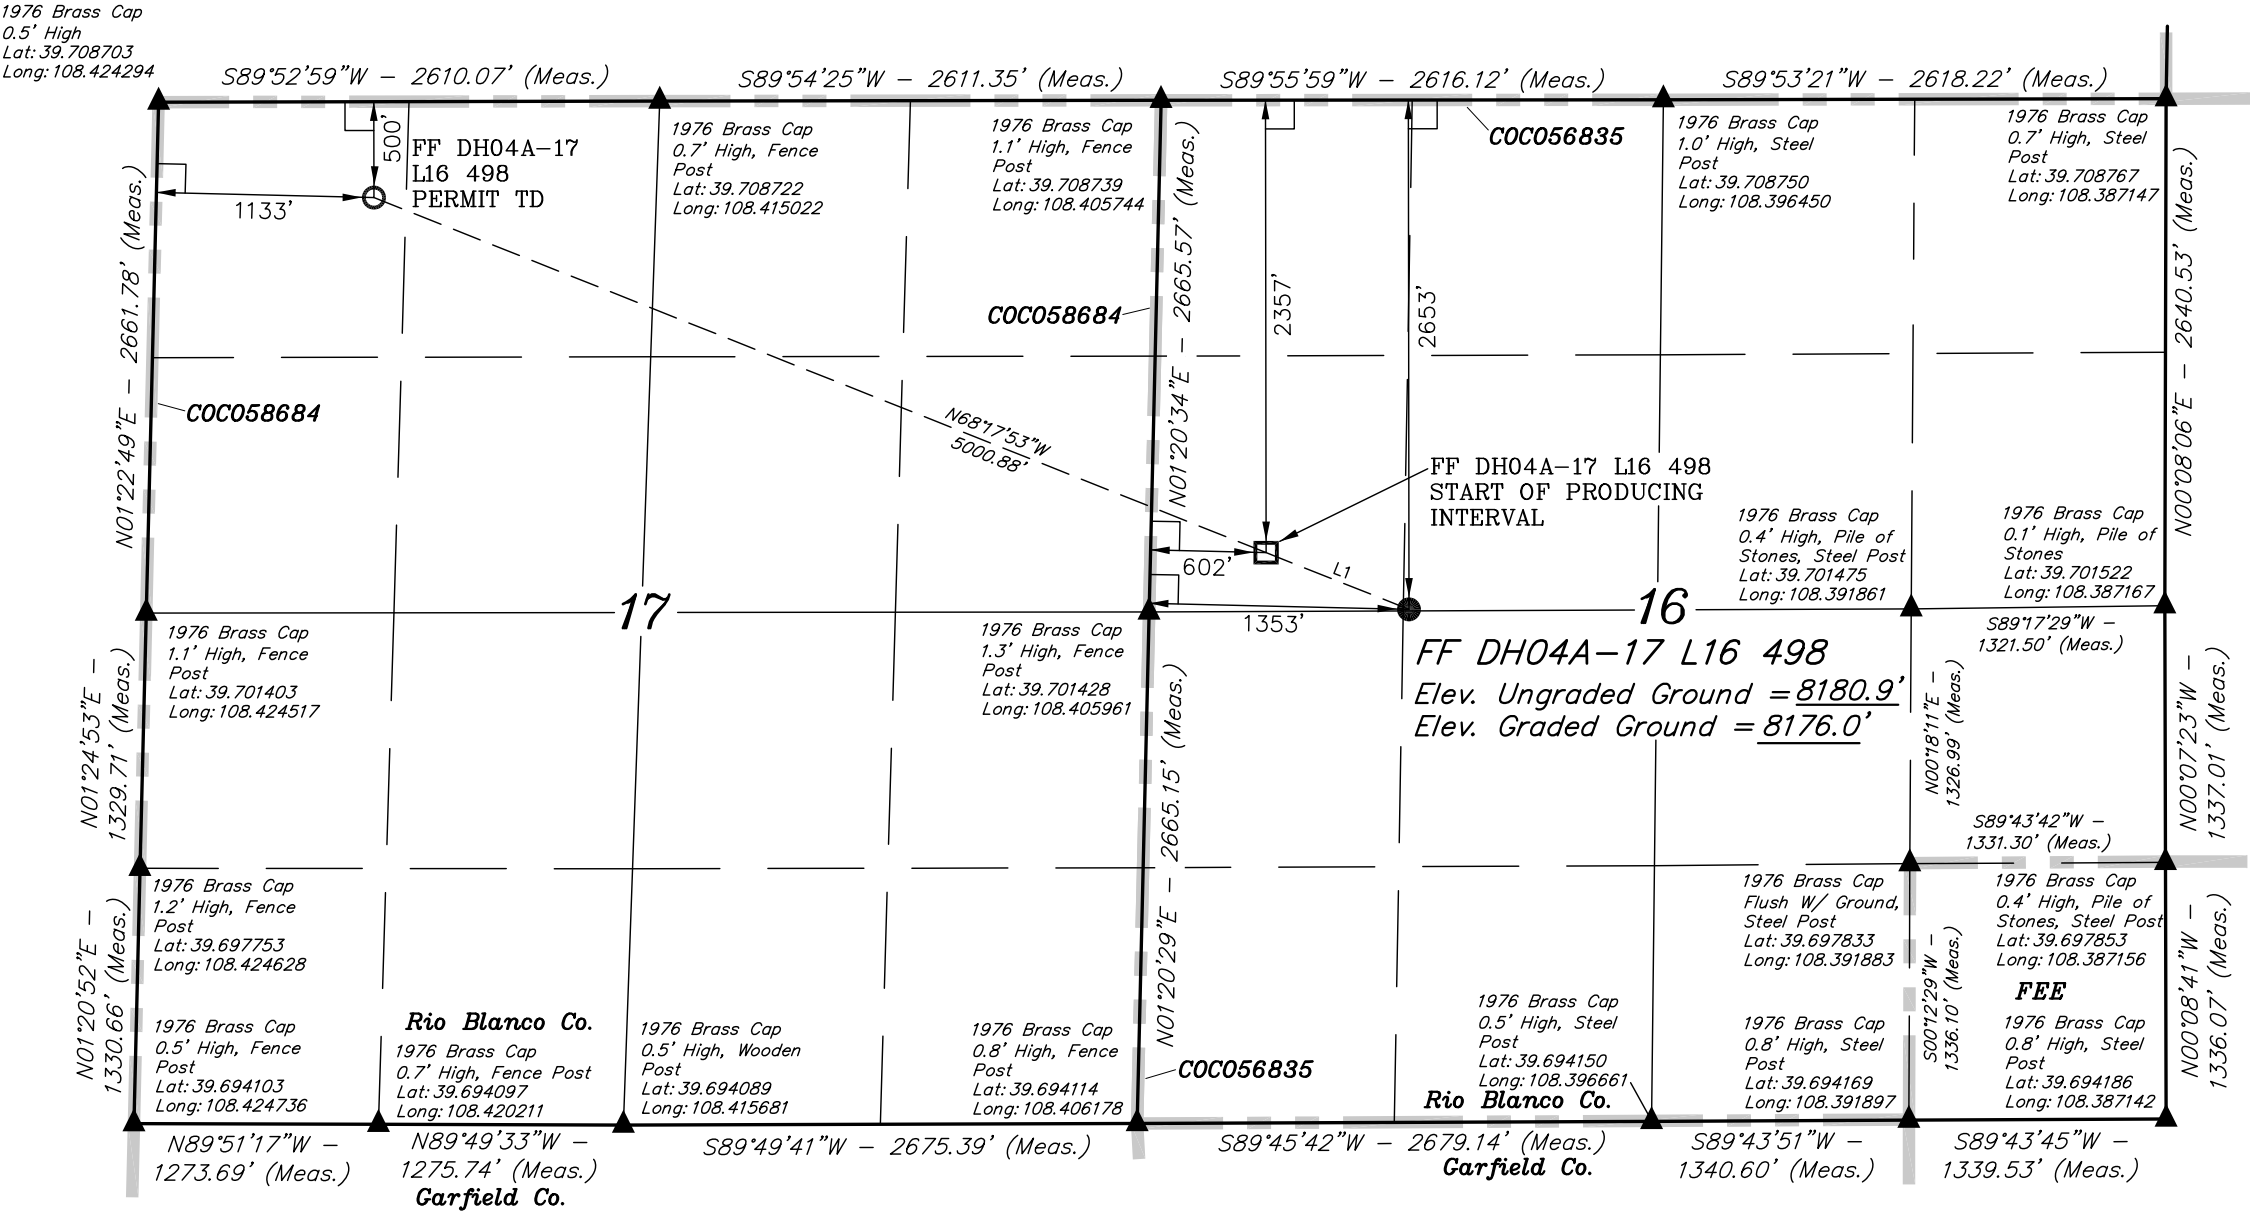 1976 Brass Cap
0.5' High
Lat: 39.708703
Long: 108.424294
S89°52'59"W – 2610.07' (Meas.)
S89°54'25"W – 2611.35' (Meas.)
S89°55'59"W – 2616.12' (Meas.)
S89°53'21"W – 2618.22' (Meas.)
500'
FF DH04A-17
L16 498
PERMIT TD
1133'
1976 Brass Cap
0.7' High, Fence
Post
Lat: 39.708722
Long: 108.415022
1976 Brass Cap
1.1' High, Fence
Post
Lat: 39.708739
Long: 108.405744
COC056835
1976 Brass Cap
1.0' High, Steel
Post
Lat: 39.708750
Long: 108.396450
1976 Brass Cap
0.7' High, Steel
Post
Lat: 39.708767
Long: 108.387147
N01°22'49"E – 2661.78' (Meas.)
N01°20'34"E – 2665.57' (Meas.)
2357'
2653'
N00°08'06"E – 2640.53' (Meas.)
COC058684
COC058684
N68°17'53"W
5000.88'
FF DH04A-17 L16 498
START OF PRODUCING
INTERVAL
602'
L1
1353'
1976 Brass Cap
0.4' High, Pile of
Stones, Steel Post
Lat: 39.701475
Long: 108.391861
1976 Brass Cap
0.1' High, Pile of
Stones
Lat: 39.701522
Long: 108.387167
17
16
S89°17'29"W –
1321.50' (Meas.)
1976 Brass Cap
1.1' High, Fence
Post
Lat: 39.701403
Long: 108.424517
1976 Brass Cap
1.3' High, Fence
Post
Lat: 39.701428
Long: 108.405961
FF DH04A-17 L16 498
Elev. Ungraded Ground = 8180.9'
Elev. Graded Ground = 8176.0'
N01°24'53"E –
1329.71' (Meas.)
N01°20'29"E – 2665.15' (Meas.)
N00°18'11"E –
1326.99' (Meas.)
N00°07'23"W –
1337.01' (Meas.)
S89°43'42"W –
1331.30' (Meas.)
1976 Brass Cap
1.2' High, Fence
Post
Lat: 39.697753
Long: 108.424628
1976 Brass Cap
Flush W/ Ground,
Steel Post
Lat: 39.697833
Long: 108.391883
1976 Brass Cap
0.4' High, Pile of
Stones, Steel Post
Lat: 39.697853
Long: 108.387156
N01°20'52"E –
1330.66' (Meas.)
S00°12'29"W –
1336.10' (Meas.)
N00°08'41"W –
1336.07' (Meas.)
FEE
1976 Brass Cap
0.5' High, Fence
Post
Lat: 39.694103
Long: 108.424736
Rio Blanco Co.
1976 Brass Cap
0.7' High, Fence Post
Lat: 39.694097
Long: 108.420211
1976 Brass Cap
0.5' High, Wooden
Post
Lat: 39.694089
Long: 108.415681
1976 Brass Cap
0.8' High, Fence
Post
Lat: 39.694114
Long: 108.406178
COC056835
1976 Brass Cap
0.5' High, Steel
Post
Lat: 39.694150
Long: 108.396661
Rio Blanco Co.
1976 Brass Cap
0.8' High, Steel
Post
Lat: 39.694169
Long: 108.391897
1976 Brass Cap
0.8' High, Steel
Post
Lat: 39.694186
Long: 108.387142
N89°51'17"W –
1273.69' (Meas.)
N89°49'33"W –
1275.74' (Meas.)
Garfield Co.
S89°49'41"W – 2675.39' (Meas.)
S89°45'42"W – 2679.14' (Meas.)
Garfield Co.
S89°43'51"W –
1340.60' (Meas.)
S89°43'45"W –
1339.53' (Meas.)